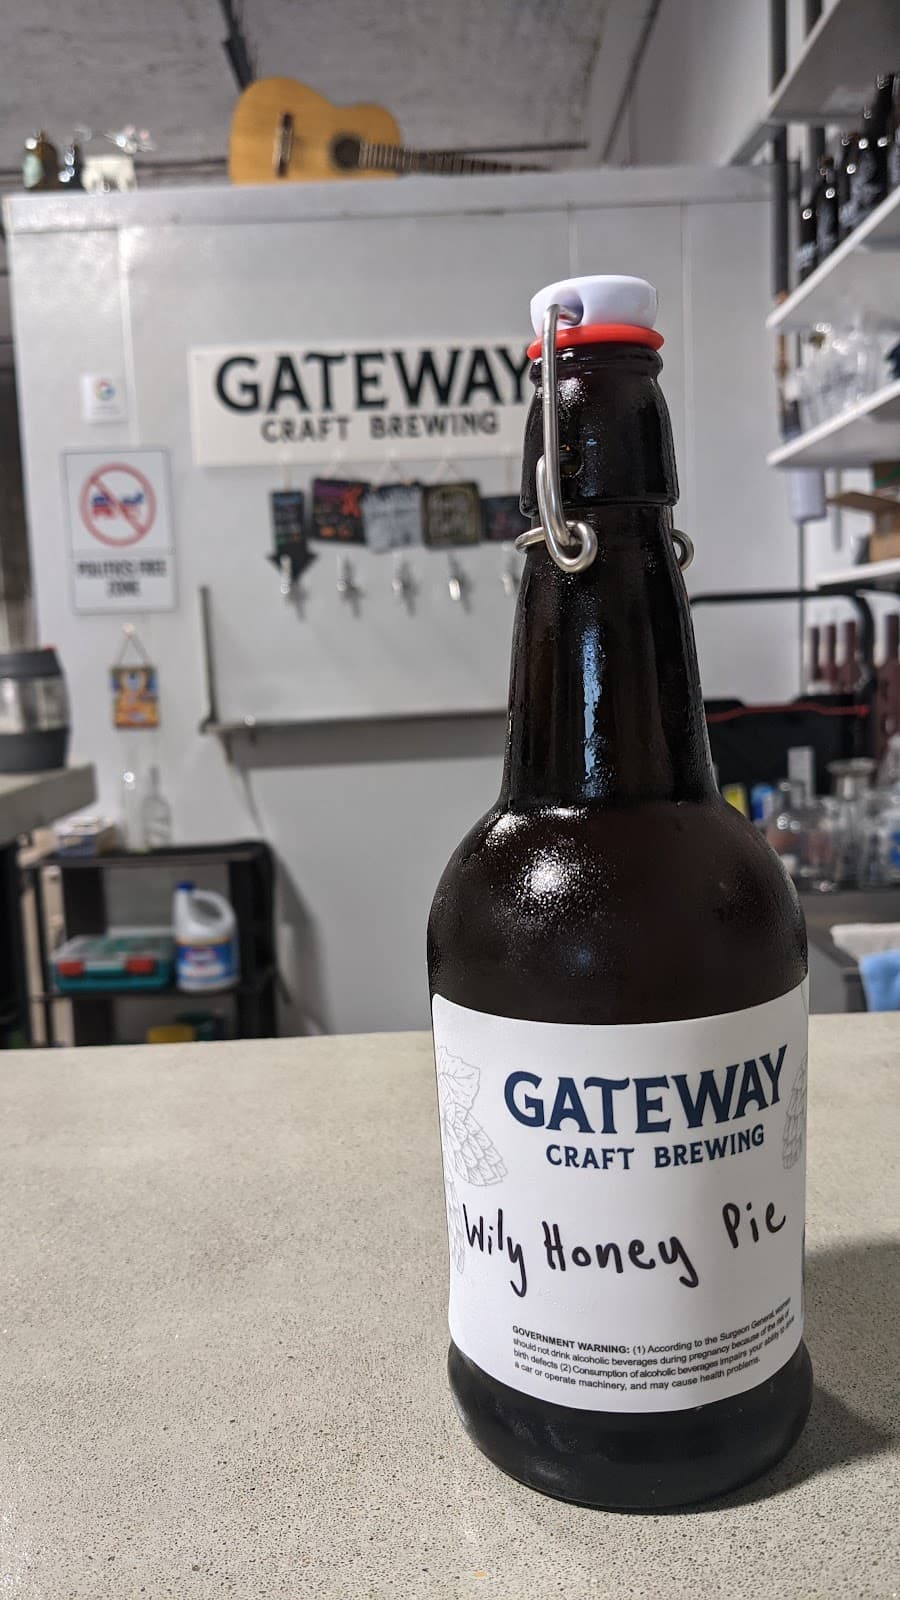 GATEWAY
CRAFT BREWING
POLITICS FREE
ZONE
GATEWAY
CRAFT BREWING
Wily Honey Pie
GOVERNMENT WARNING: (1) According to the Surgeon General, women
should not drink alcoholic beverages during pregnancy because of the risk of
birth defects (2) Consumption of alcoholic beverages impairs your ability to drive
a car or operate machinery, and may cause health problems.